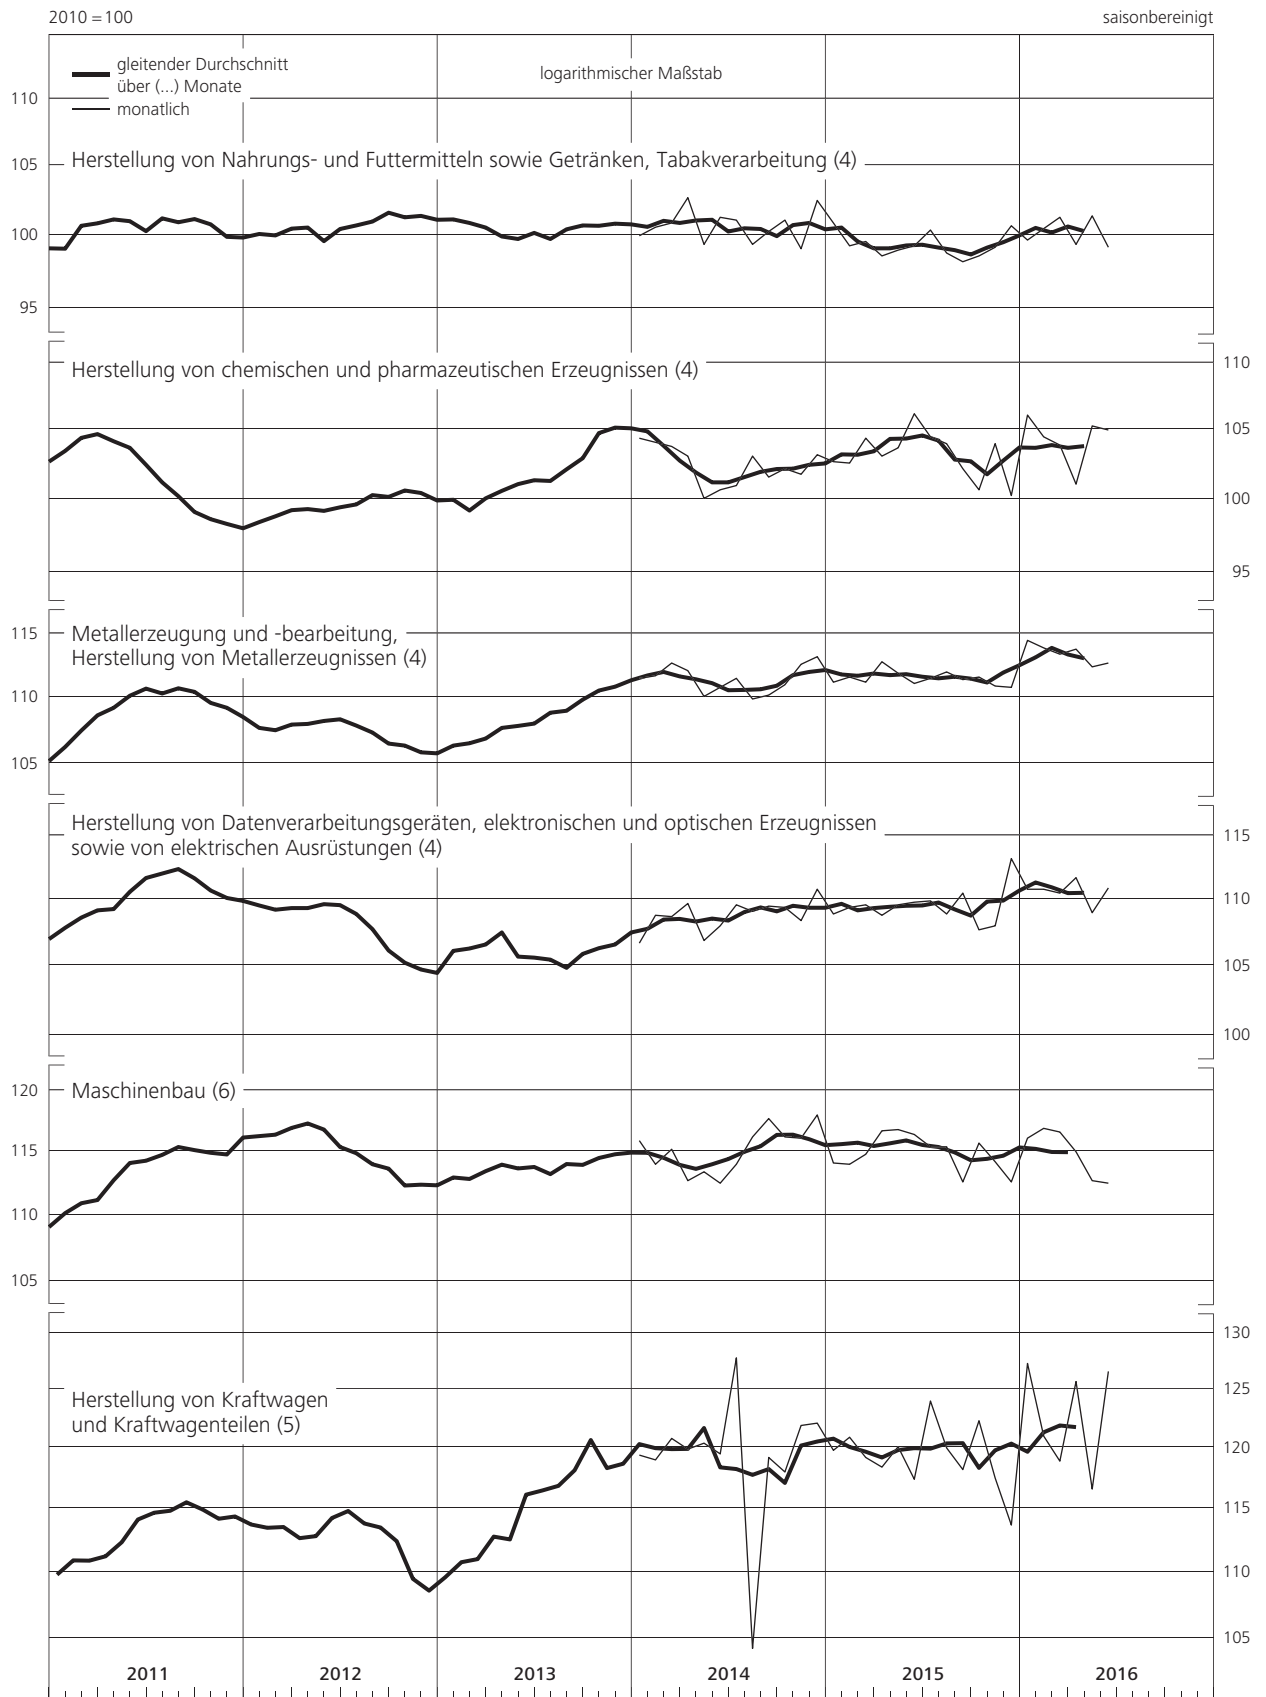 2010 = 100
saisonbereinigt
gleitender Durchschnitt
über (...) Monate
monatlich
logarithmischer Maßstab
110
105
100
95
Herstellung von Nahrungs- und Futtermitteln sowie Getränken, Tabakverarbeitung (4)
Herstellung von chemischen und pharmazeutischen Erzeugnissen (4)
110
105
100
95
115
110
105
Metallerzeugung und -bearbeitung,
Herstellung von Metallerzeugnissen (4)
Herstellung von Datenverarbeitungsgeräten, elektronischen und optischen Erzeugnissen
sowie von elektrischen Ausrüstungen (4)
115
110
105
100
120
115
110
105
Maschinenbau (6)
Herstellung von Kraftwagen
und Kraftwagenteilen (5)
130
125
120
115
110
105
2011 2012 2013 2014 2015 2016